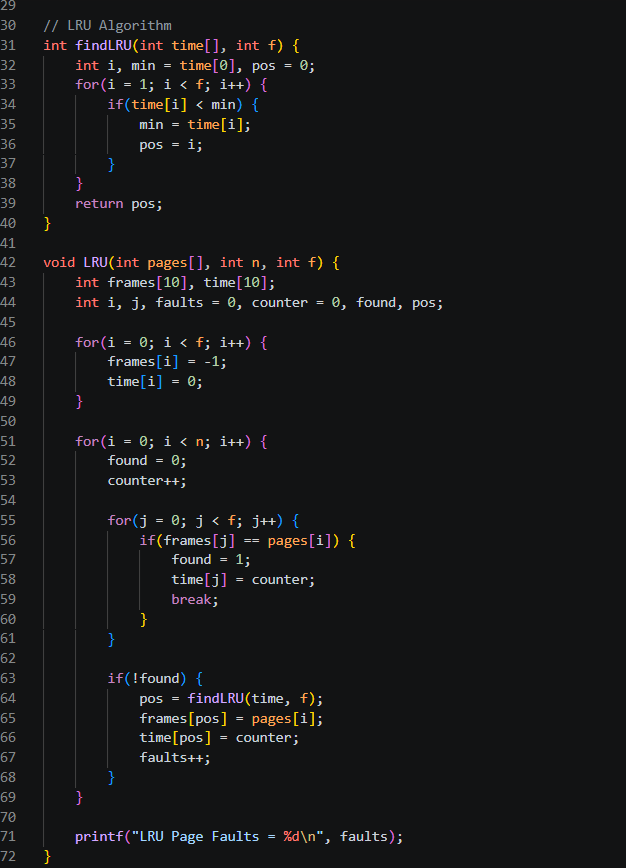 29
30 // LRU Algorithm
31 int findLRU(int time[], int f) {
32     int i, min = time[0], pos = 0;
33     for(i = 1; i < f; i++) {
34         if(time[i] < min) {
35             min = time[i];
36             pos = i;
37         }
38     }
39     return pos;
40 }
41
42 void LRU(int pages[], int n, int f) {
43     int frames[10], time[10];
44     int i, j, faults = 0, counter = 0, found, pos;
45
46     for(i = 0; i < f; i++) {
47         frames[i] = -1;
48         time[i] = 0;
49     }
50
51     for(i = 0; i < n; i++) {
52         found = 0;
53         counter++;
54
55         for(j = 0; j < f; j++) {
56             if(frames[j] == pages[i]) {
57                 found = 1;
58                 time[j] = counter;
59                 break;
60             }
61         }
62
63         if(!found) {
64             pos = findLRU(time, f);
65             frames[pos] = pages[i];
66             time[pos] = counter;
67             faults++;
68         }
69     }
70
71     printf("LRU Page Faults = %d\n", faults);
72 }